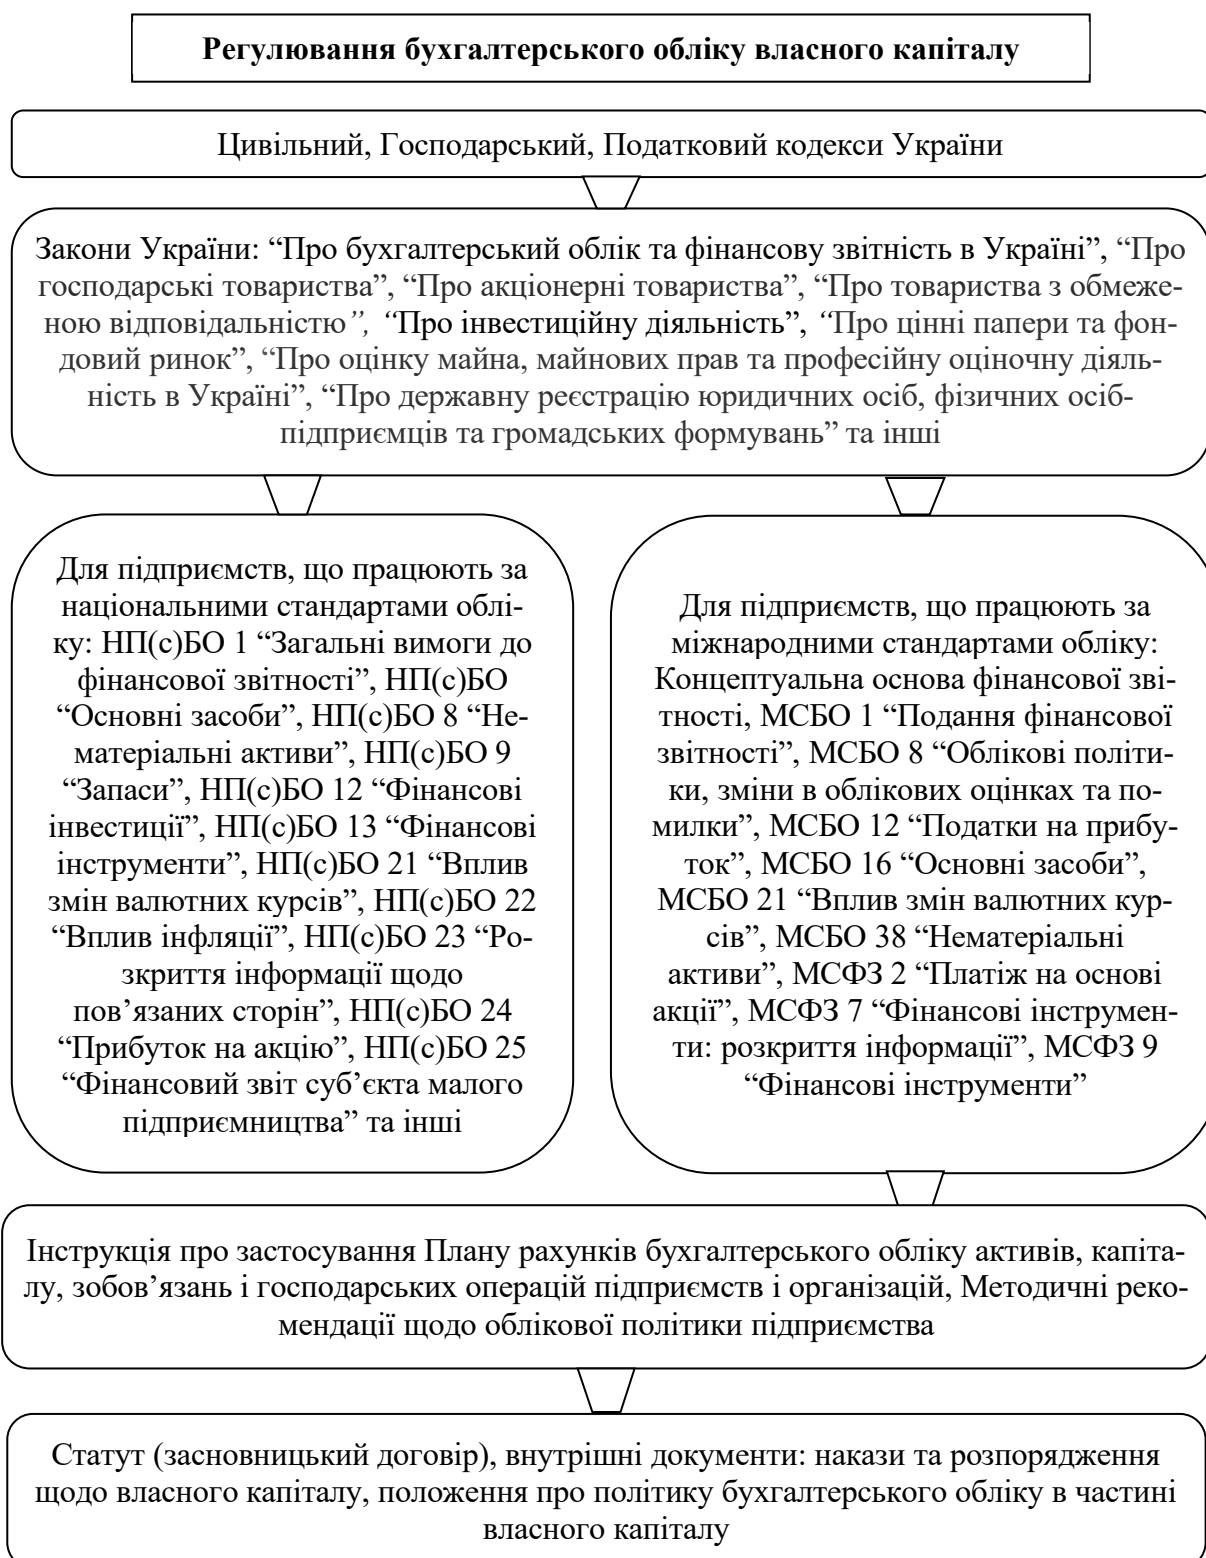 Регулювання бухгалтерського обліку власного капіталу
Цивільний, Господарський, Податковий кодекси України
Закони України: “Про бухгалтерський облік та фінансову звітність в Україні”, “Про
господарські товариства”, “Про акціонерні товариства”, “Про товариства з обмеже-
ною відповідальністю”, “Про інвестиційну діяльність”, “Про цінні папери та фон-
довий ринок”, “Про оцінку майна, майнових прав та професійну оціночну діяль-
ність в Україні”, “Про державну реєстрацію юридичних осіб, фізичних осіб-
підприємців та громадських формувань” та інші
Для підприємств, що працюють за
національними стандартами облі-
ку: НП(с)БО 1 “Загальні вимоги до
фінансової звітності”, НП(с)БО
“Основні засоби”, НП(с)БО 8 “Не-
матеріальні активи”, НП(с)БО 9
“Запаси”, НП(с)БО 12 “Фінансові
інвестиції”, НП(с)БО 13 “Фінансові
інструменти”, НП(с)БО 21 “Вплив
змін валютних курсів”, НП(с)БО 22
“Вплив інфляції”, НП(с)БО 23 “Ро-
зкриття інформації щодо
пов’язаних сторін”, НП(с)БО 24
“Прибуток на акцію”, НП(с)БО 25
“Фінансовий звіт суб’єкта малого
підприємництва” та інші
Для підприємств, що працюють за
міжнародними стандартами обліку:
Концептуальна основа фінансової зві-
тності, МСБО 1 “Подання фінансової
звітності”, МСБО 8 “Облікові політи-
ки, зміни в облікових оцінках та по-
милки”, МСБО 12 “Податки на прибу-
ток”, МСБО 16 “Основні засоби”,
МСБО 21 “Вплив змін валютних кур-
сів”, МСБО 38 “Нематеріальні
активи”, МСФЗ 2 “Платіж на основі
акції”, МСФЗ 7 “Фінансові інструмен-
ти: розкриття інформації”, МСФЗ 9
“Фінансові інструменти”
Інструкція про застосування Плану рахунків бухгалтерського обліку активів, капіта-
лу, зобов’язань і господарських операцій підприємств і організацій, Методичні реко-
мендації щодо облікової політики підприємства
Статут (засновницький договір), внутрішні документи: накази та розпорядження
щодо власного капіталу, положення про політику бухгалтерського обліку в частині
власного капіталу